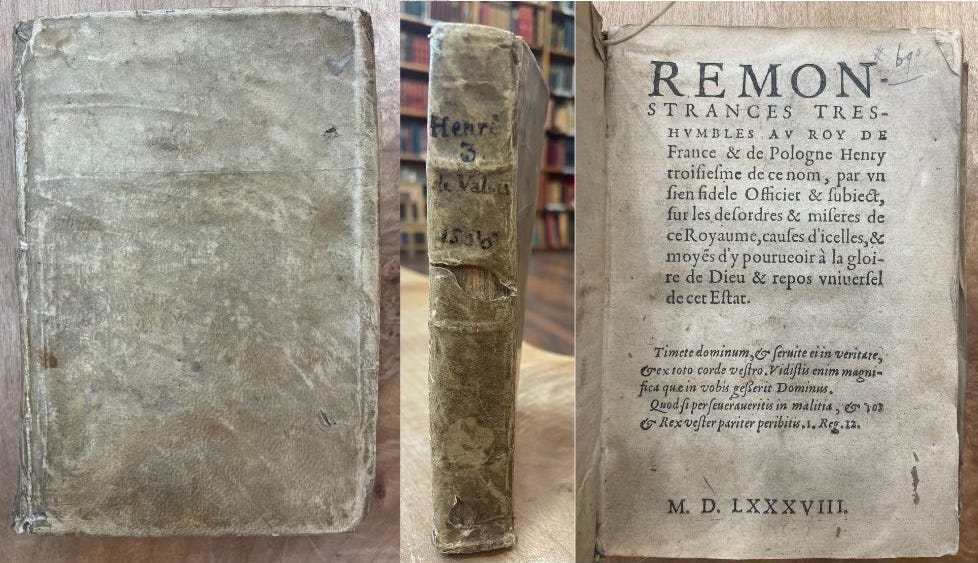 Henri
3
de Valois
REMON-
STRANCES TRES-
HVMBLES AV ROY DE
France & de Pologne Henry
troisiesme de ce nom, par vn
sien fidele Officier & subiect,
sur les desordres & miseres de
ce Royaume, causes d'icelles, &
moyẽs d'y pourueoir à la gloi-
re de Dieu & repos vniuersel
de cet Estat.
Timete dominum, & seruite ei in veritate,
& ex toto corde vestro. Vidistis enim magni-
fica quæ in vobis gesserit Dominus.
Quod si perseueraueritis in malitia, & vos
& Rex vester pariter peribitis. 1. Reg. 12.
M. D. LXXXVIII.